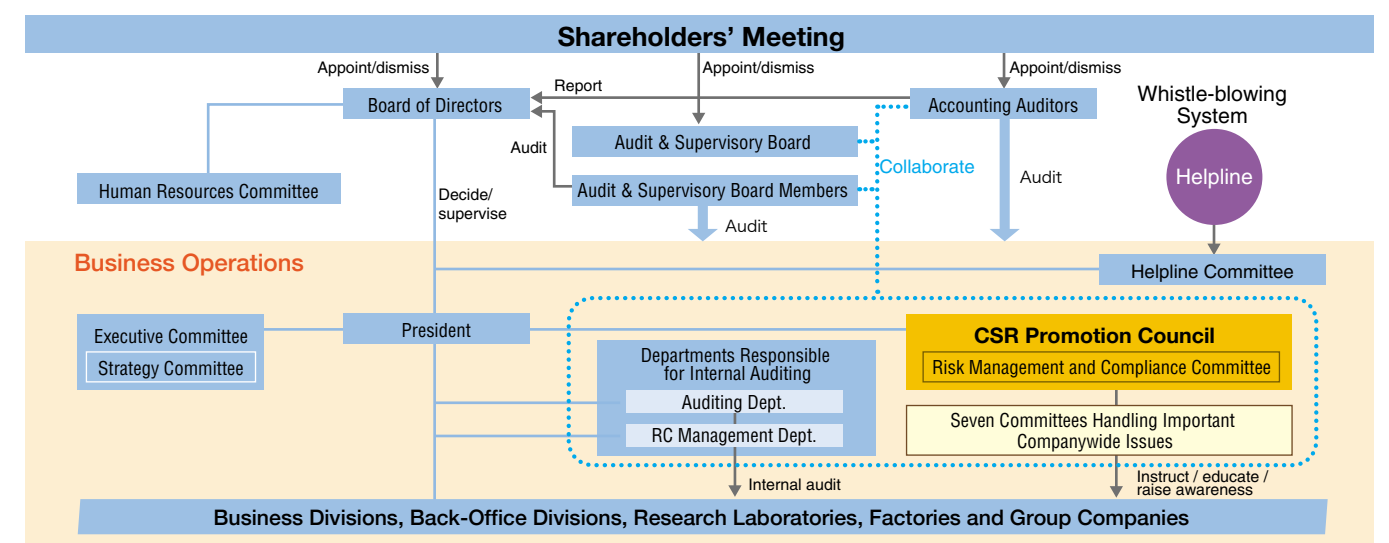 Shareholders’ Meeting
Appoint/dismiss
Appoint/dismiss
Appoint/dismiss
Report
Board of Directors
Accounting Auditors
Whistle-blowing
System
Audit & Supervisory Board
Audit
Collaborate
Audit
Helpline
Human Resources Committee
Decide/
supervise
Audit & Supervisory Board Members
Audit
Business Operations
Helpline Committee
Executive Committee
Strategy Committee
President
Departments Responsible
for Internal Auditing
Auditing Dept.
RC Management Dept.
CSR Promotion Council
Risk Management and Compliance Committee
Seven Committees Handling Important
Companywide Issues
Internal audit
Instruct / educate /
raise awareness
Business Divisions, Back-Office Divisions, Research Laboratories, Factories and Group Companies